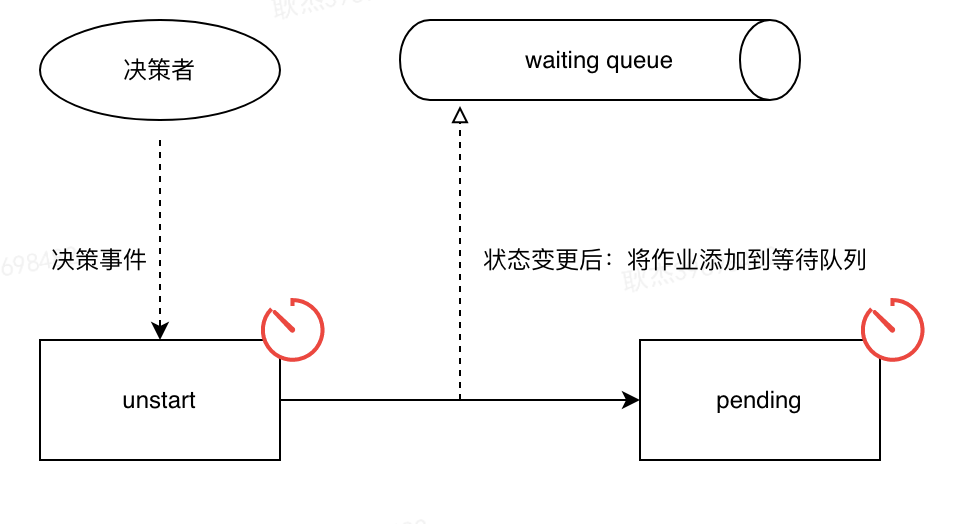 决策者
waiting queue
决策事件
状态变更后：将作业添加到等待队列
unstart
pending